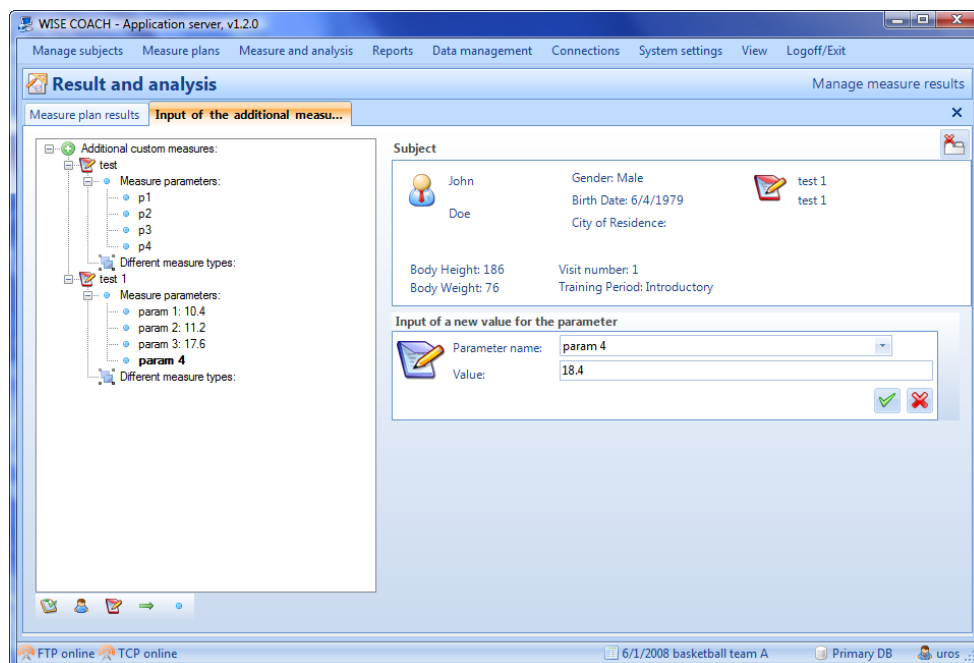 WISE COACH - Application server, v1.2.0
Manage subjects Measure plans Measure and analysis Reports Data management Connections System settings View Logoff/Exit
Result and analysis Manage measure results
Measure plan results Input of the additional measu...
Additional custom measures:
test
Measure parameters:
p1
p2
p3
p4
Different measure types:
test 1
Measure parameters:
param 1: 10.4
param 2: 11.2
param 3: 17.6
param 4
Different measure types:
Subject
John Gender: Male test 1
Birth Date: 6/4/1979 test 1
Doe
City of Residence:
Body Height: 186 Visit number: 1
Body Weight: 76 Training Period: Introductory
Input of a new value for the parameter
Parameter name: param 4
Value: 18.4
FTP online TCP online 6/1/2008 basketball team A Primary DB uros